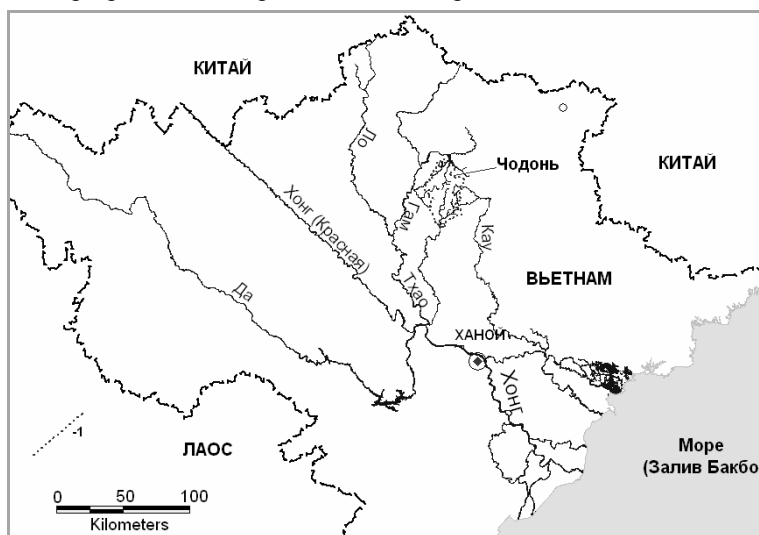 КИТАЙ
КИТАЙ
Чодонь
Ло
Гам
Хонг (Красная)
Кау
Тхао
Да
ВЬЕТНАМ
ХАНОЙ
Хонг
-1
ЛАОС
Море
(Залив Бакбо
0 50 100
Kilometers